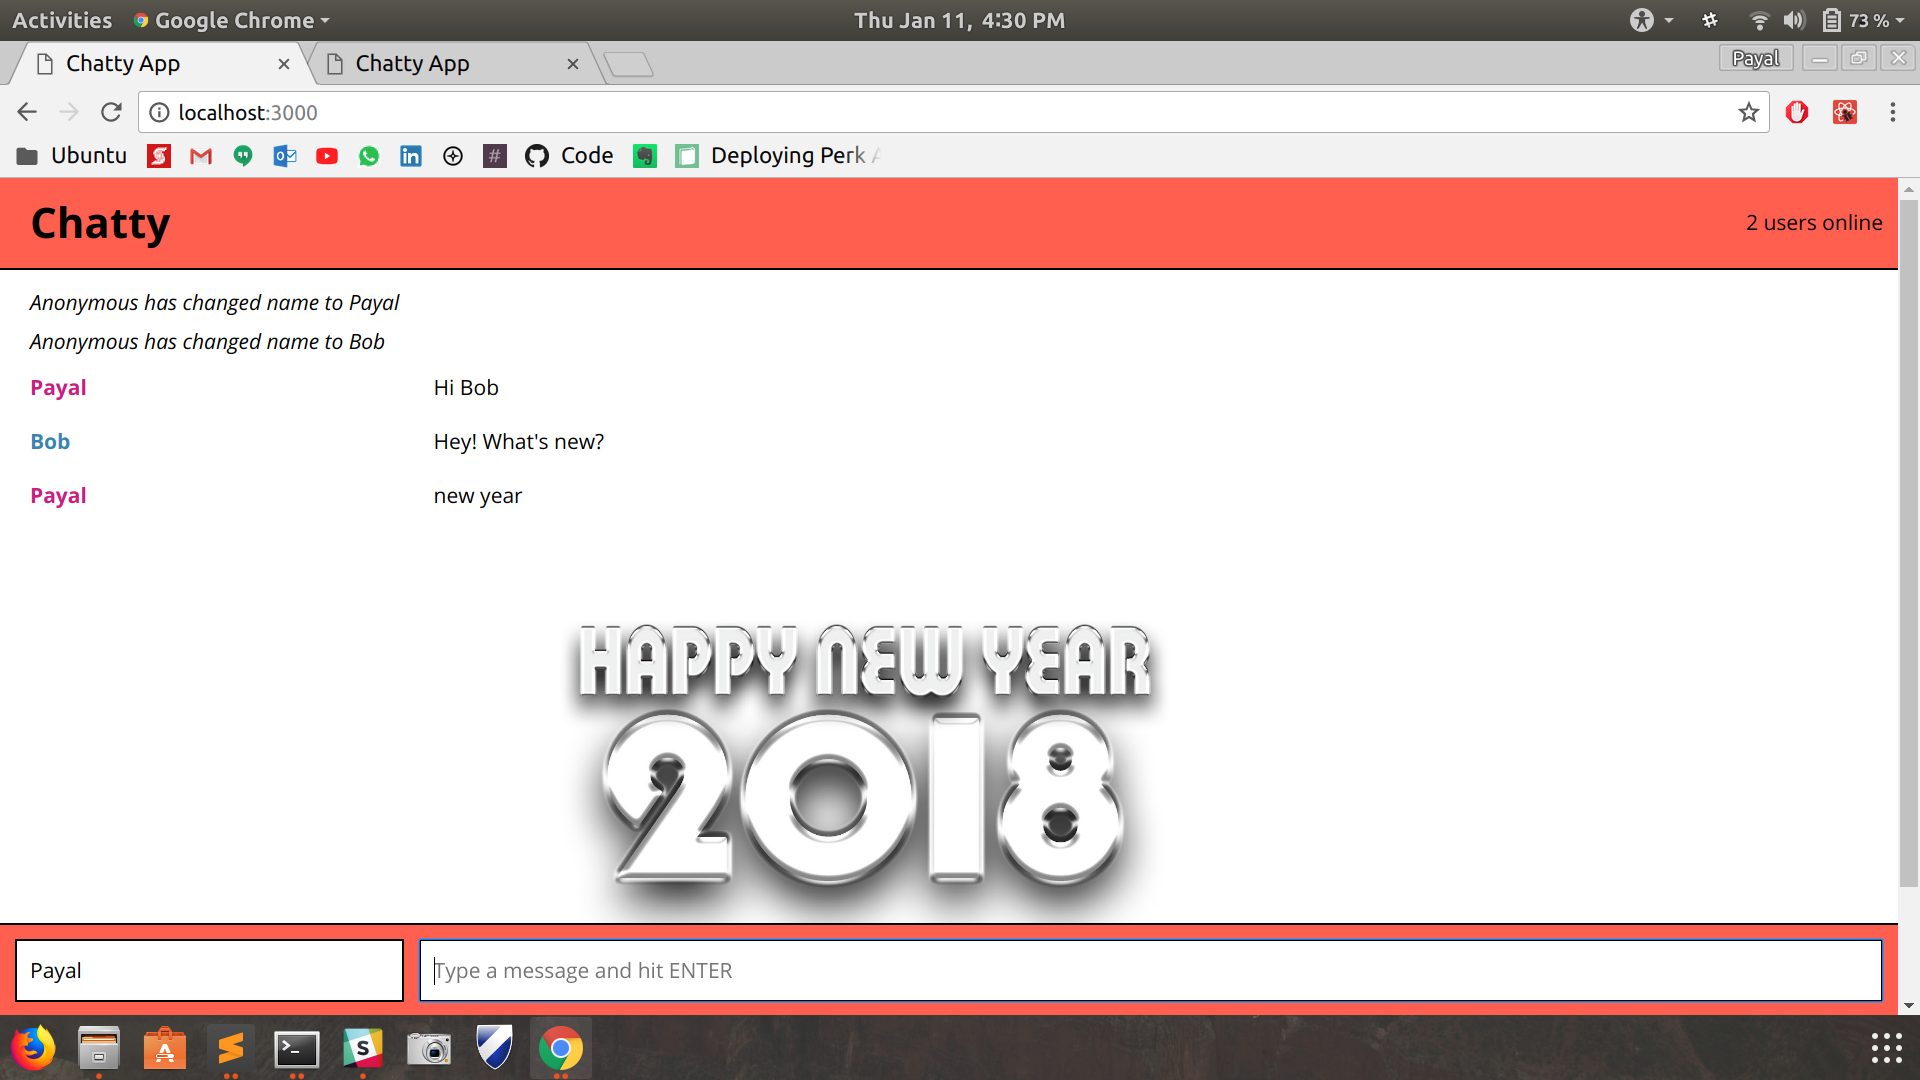 Activities Google Chrome Thu Jan 11, 4:30 PM 73 %
Chatty App Chatty App Payal
localhost:3000
Ubuntu Code Deploying Perk
Chatty 2 users online
Anonymous has changed name to Payal
Anonymous has changed name to Bob
Payal Hi Bob
Bob Hey! What's new?
Payal new year
HAPPY NEW YEAR
2018
Payal Type a message and hit ENTER